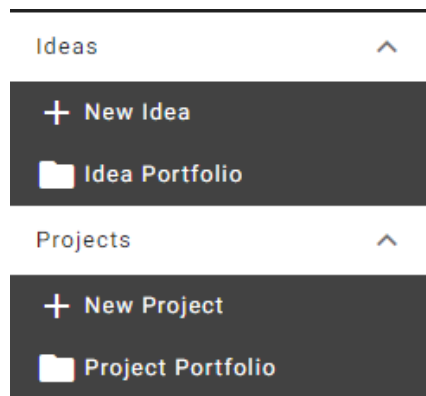 Ideas
New Idea
Idea Portfolio
Projects
New Project
Project Portfolio